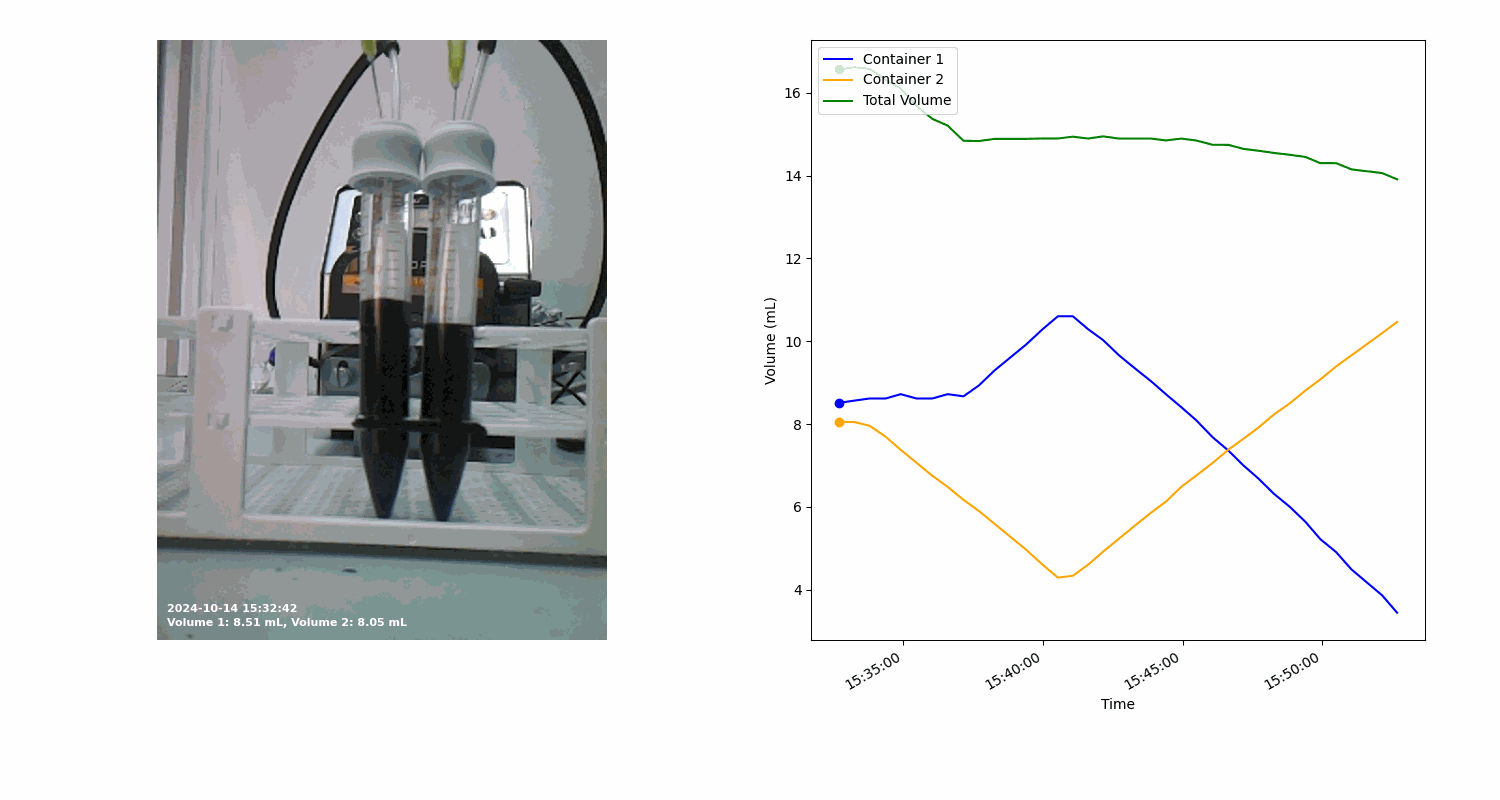 2024-10-14 15:32:42
Volume 1: 8.51 mL, Volume 2: 8.05 mL
Container 1
Container 2
Total Volume
16
14
12
10
8
6
4
Volume (mL)
15:35:00
15:40:00
15:45:00
15:50:00
Time